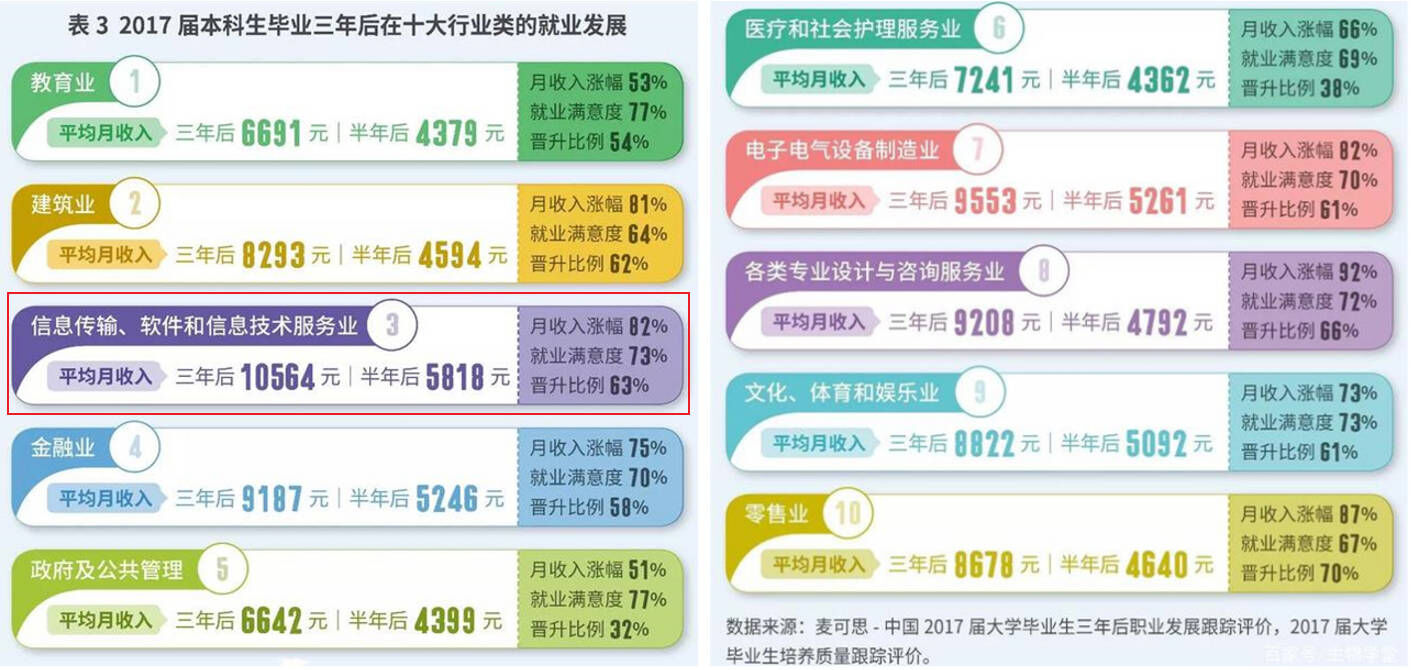 表 3 2017 届本科生毕业三年后在十大行业类的就业发展
教育业 1
平均月收入 三年后 6691 元｜半年后 4379 元
月收入涨幅 53%
就业满意度 77%
晋升比例 54%
建筑业 2
平均月收入 三年后 8293 元｜半年后 4594 元
月收入涨幅 81%
就业满意度 64%
晋升比例 62%
信息传输、软件和信息技术服务业 3
平均月收入 三年后 10564 元｜半年后 5818 元
月收入涨幅 82%
就业满意度 73%
晋升比例 63%
金融业 4
平均月收入 三年后 9187 元｜半年后 5246 元
月收入涨幅 75%
就业满意度 70%
晋升比例 58%
政府及公共管理 5
平均月收入 三年后 6642 元｜半年后 4399 元
月收入涨幅 51%
就业满意度 77%
晋升比例 32%
医疗和社会护理服务业 6
平均月收入 三年后 7241 元｜半年后 4362 元
月收入涨幅 66%
就业满意度 69%
晋升比例 38%
电子电气设备制造业 7
平均月收入 三年后 9553 元｜半年后 5261 元
月收入涨幅 82%
就业满意度 70%
晋升比例 61%
各类专业设计与咨询服务业 8
平均月收入 三年后 9208 元｜半年后 4792 元
月收入涨幅 92%
就业满意度 72%
晋升比例 66%
文化、体育和娱乐业 9
平均月收入 三年后 8822 元｜半年后 5092 元
月收入涨幅 73%
就业满意度 73%
晋升比例 61%
零售业 10
平均月收入 三年后 8678 元｜半年后 4640 元
月收入涨幅 87%
就业满意度 67%
晋升比例 70%
数据来源：麦可思 - 中国 2017 届大学毕业生三年后职业发展跟踪评价，2017 届大学
毕业生培养质量跟踪评价。